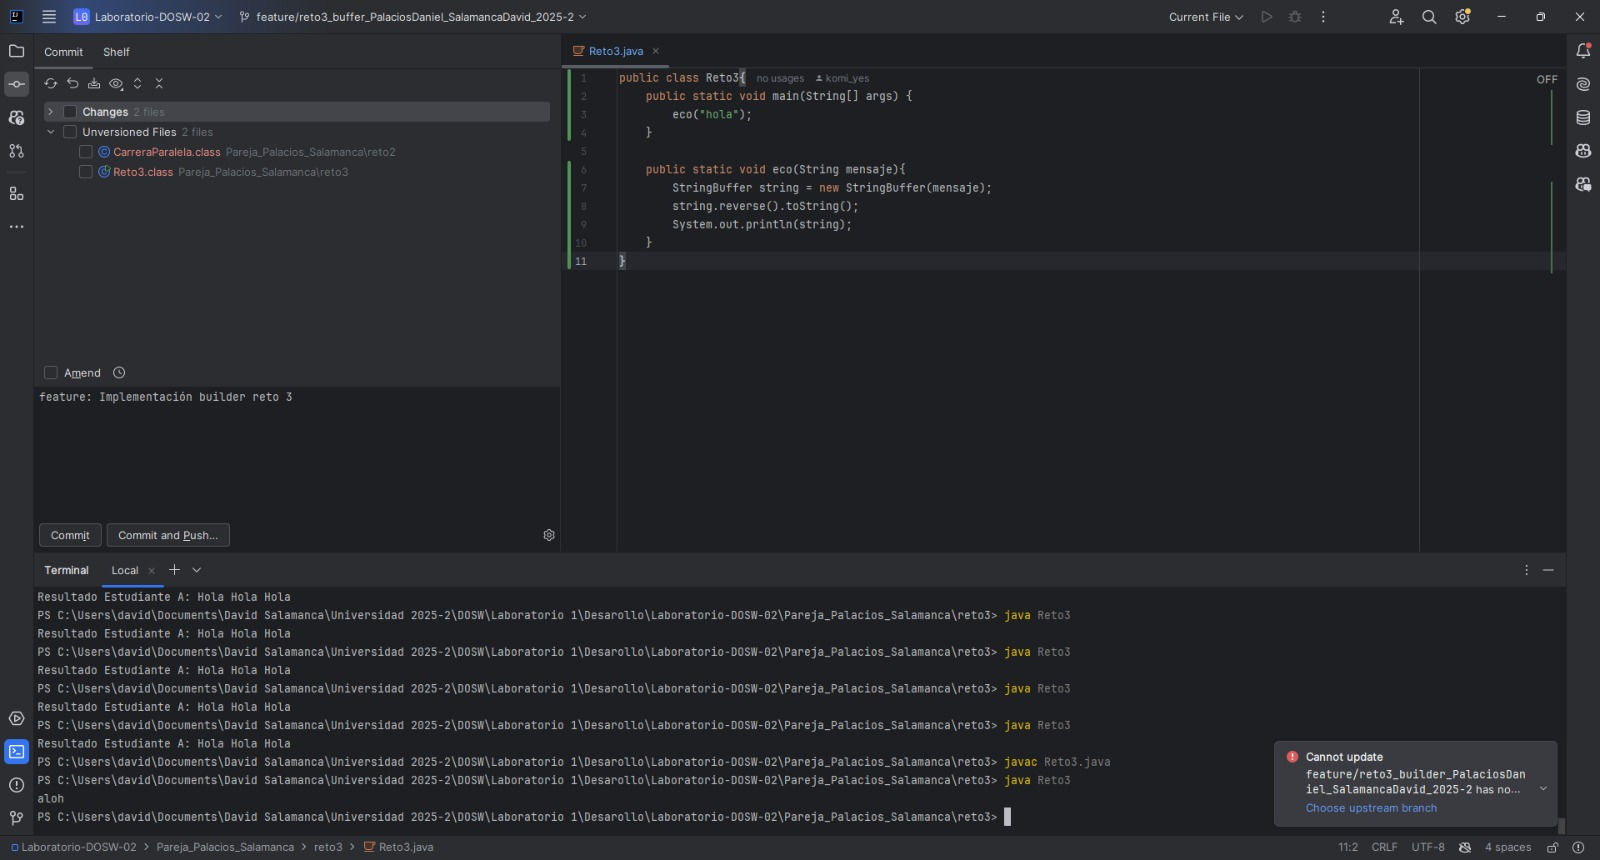 L0 Laboratorio-DOSW-02 feature/reto3_buffer_PalaciosDaniel_SalamancaDavid_2025-2 Current File
Commit Shelf
Changes 2 files
Unversioned Files 2 files
CarreraParalela.class Pareja_Palacios_Salamanca\reto2
Reto3.class Pareja_Palacios_Salamanca\reto3
Amend
feature: Implementación builder reto 3
Commit Commit and Push...
Reto3.java
OFF
1 public class Reto3{ no usages komi_yes
2 public static void main(String[] args) {
3 eco("hola");
4 }
5
6 public static void eco(String mensaje){
7 StringBuffer string = new StringBuffer(mensaje);
8 string.reverse().toString();
9 System.out.println(string);
10 }
11 }
Terminal Local
Resultado Estudiante A: Hola Hola Hola
PS C:\Users\david\Documents\David Salamanca\Universidad 2025-2\DOSW\Laboratorio 1\Desarollo\Laboratorio-DOSW-02\Pareja_Palacios_Salamanca\reto3> java Reto3
Resultado Estudiante A: Hola Hola Hola
PS C:\Users\david\Documents\David Salamanca\Universidad 2025-2\DOSW\Laboratorio 1\Desarollo\Laboratorio-DOSW-02\Pareja_Palacios_Salamanca\reto3> java Reto3
Resultado Estudiante A: Hola Hola Hola
PS C:\Users\david\Documents\David Salamanca\Universidad 2025-2\DOSW\Laboratorio 1\Desarollo\Laboratorio-DOSW-02\Pareja_Palacios_Salamanca\reto3> java Reto3
Resultado Estudiante A: Hola Hola Hola
PS C:\Users\david\Documents\David Salamanca\Universidad 2025-2\DOSW\Laboratorio 1\Desarollo\Laboratorio-DOSW-02\Pareja_Palacios_Salamanca\reto3> java Reto3
Resultado Estudiante A: Hola Hola Hola
PS C:\Users\david\Documents\David Salamanca\Universidad 2025-2\DOSW\Laboratorio 1\Desarollo\Laboratorio-DOSW-02\Pareja_Palacios_Salamanca\reto3> javac Reto3.java
PS C:\Users\david\Documents\David Salamanca\Universidad 2025-2\DOSW\Laboratorio 1\Desarollo\Laboratorio-DOSW-02\Pareja_Palacios_Salamanca\reto3> java Reto3
aloh
PS C:\Users\david\Documents\David Salamanca\Universidad 2025-2\DOSW\Laboratorio 1\Desarollo\Laboratorio-DOSW-02\Pareja_Palacios_Salamanca\reto3>
Cannot update
feature/reto3_builder_PalaciosDan
iel_SalamancaDavid_2025-2 has no...
Choose upstream branch
Laboratorio-DOSW-02 > Pareja_Palacios_Salamanca > reto3 > Reto3.java 11:2 CRLF UTF-8 4 spaces